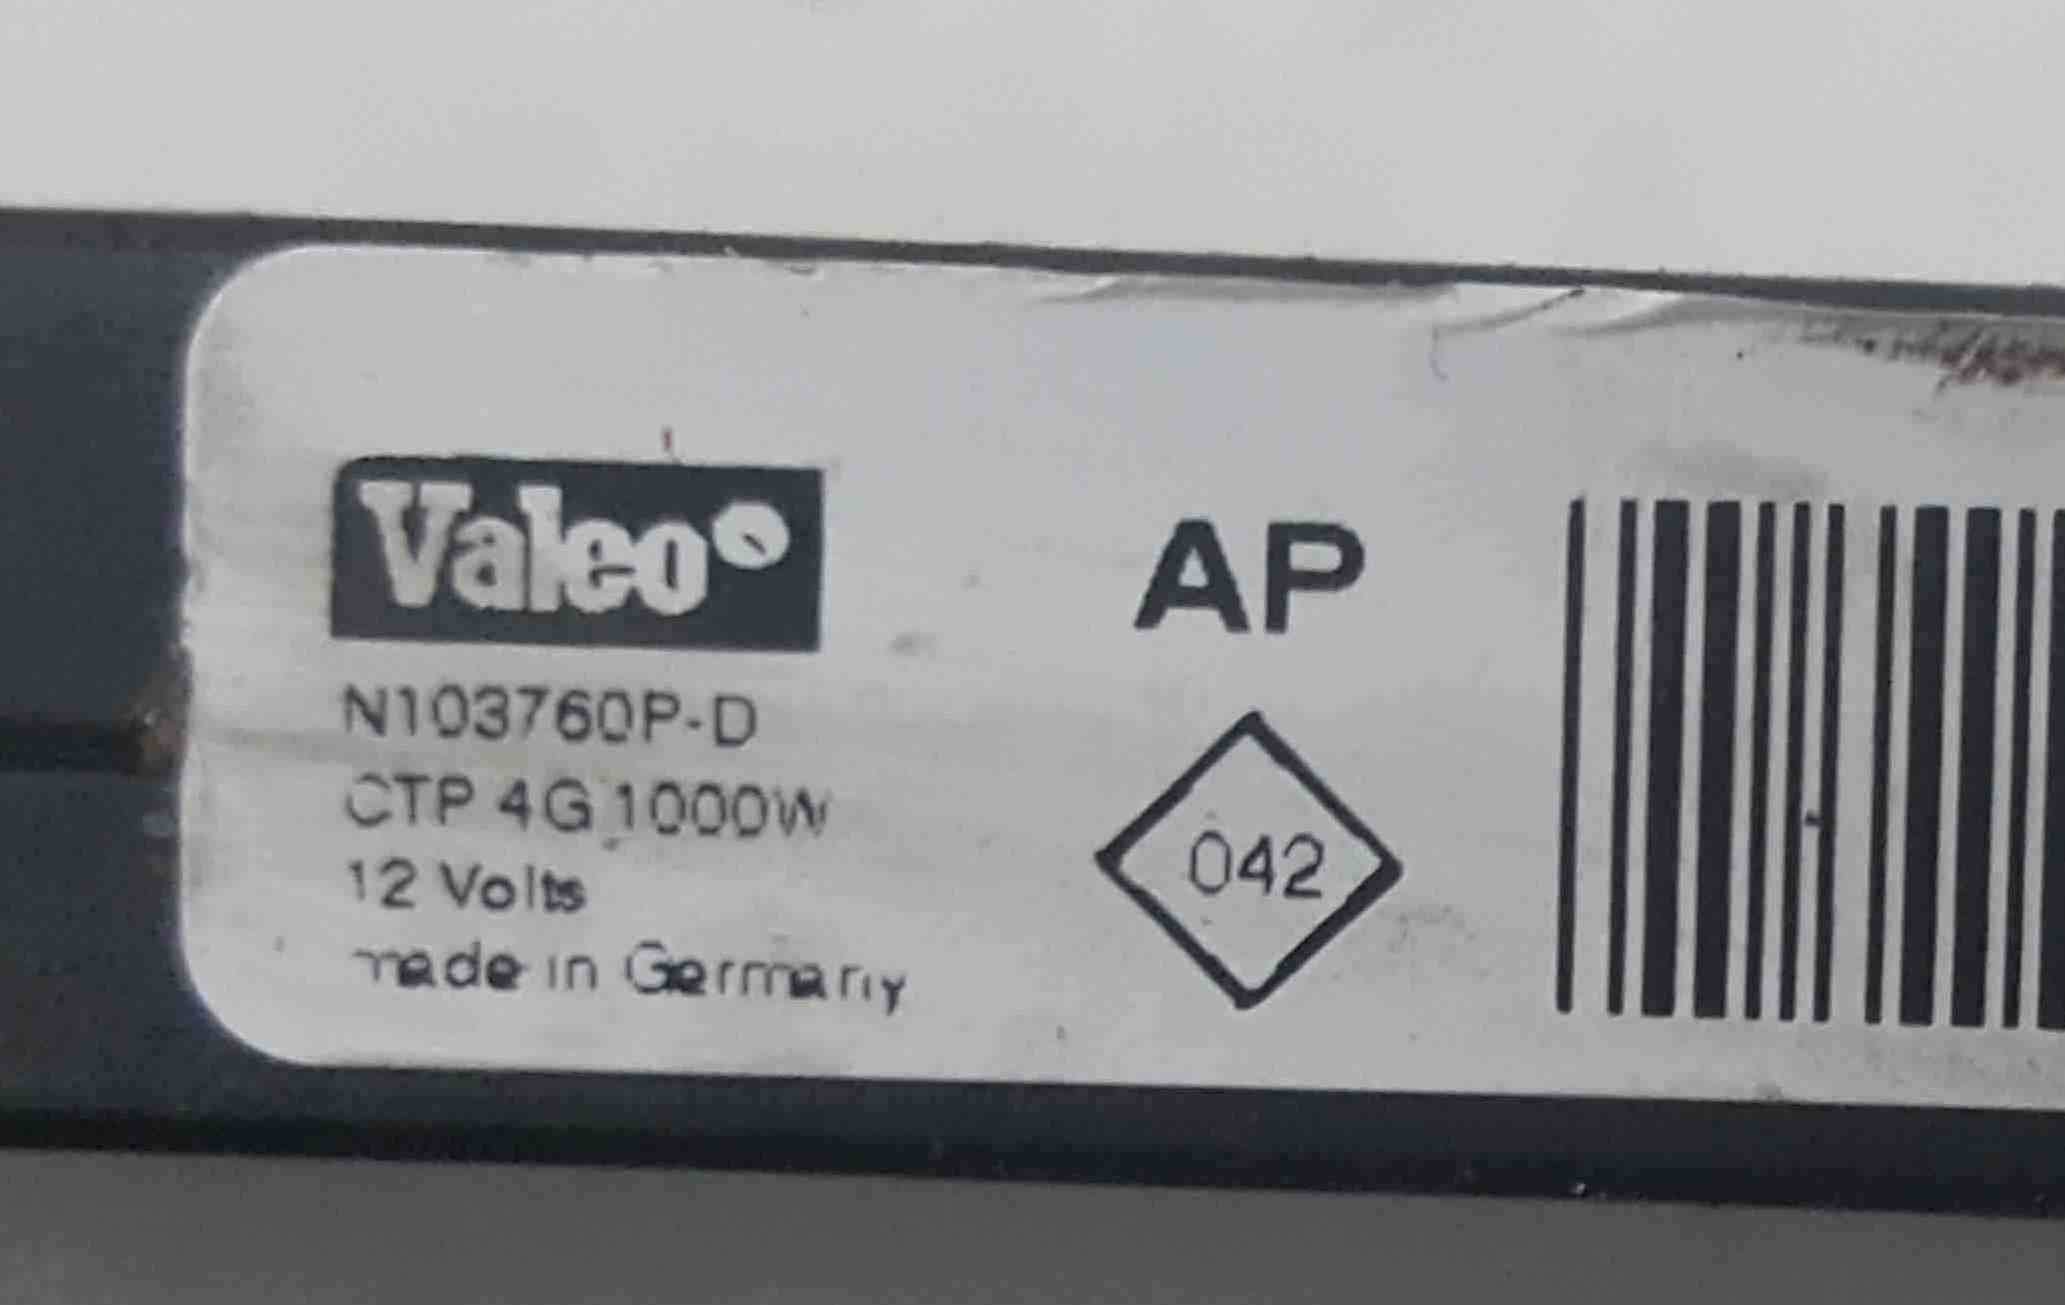 Valeo
N103760P-D
CTP 4G 1000W
12 Volts
made in Germany
AP
042